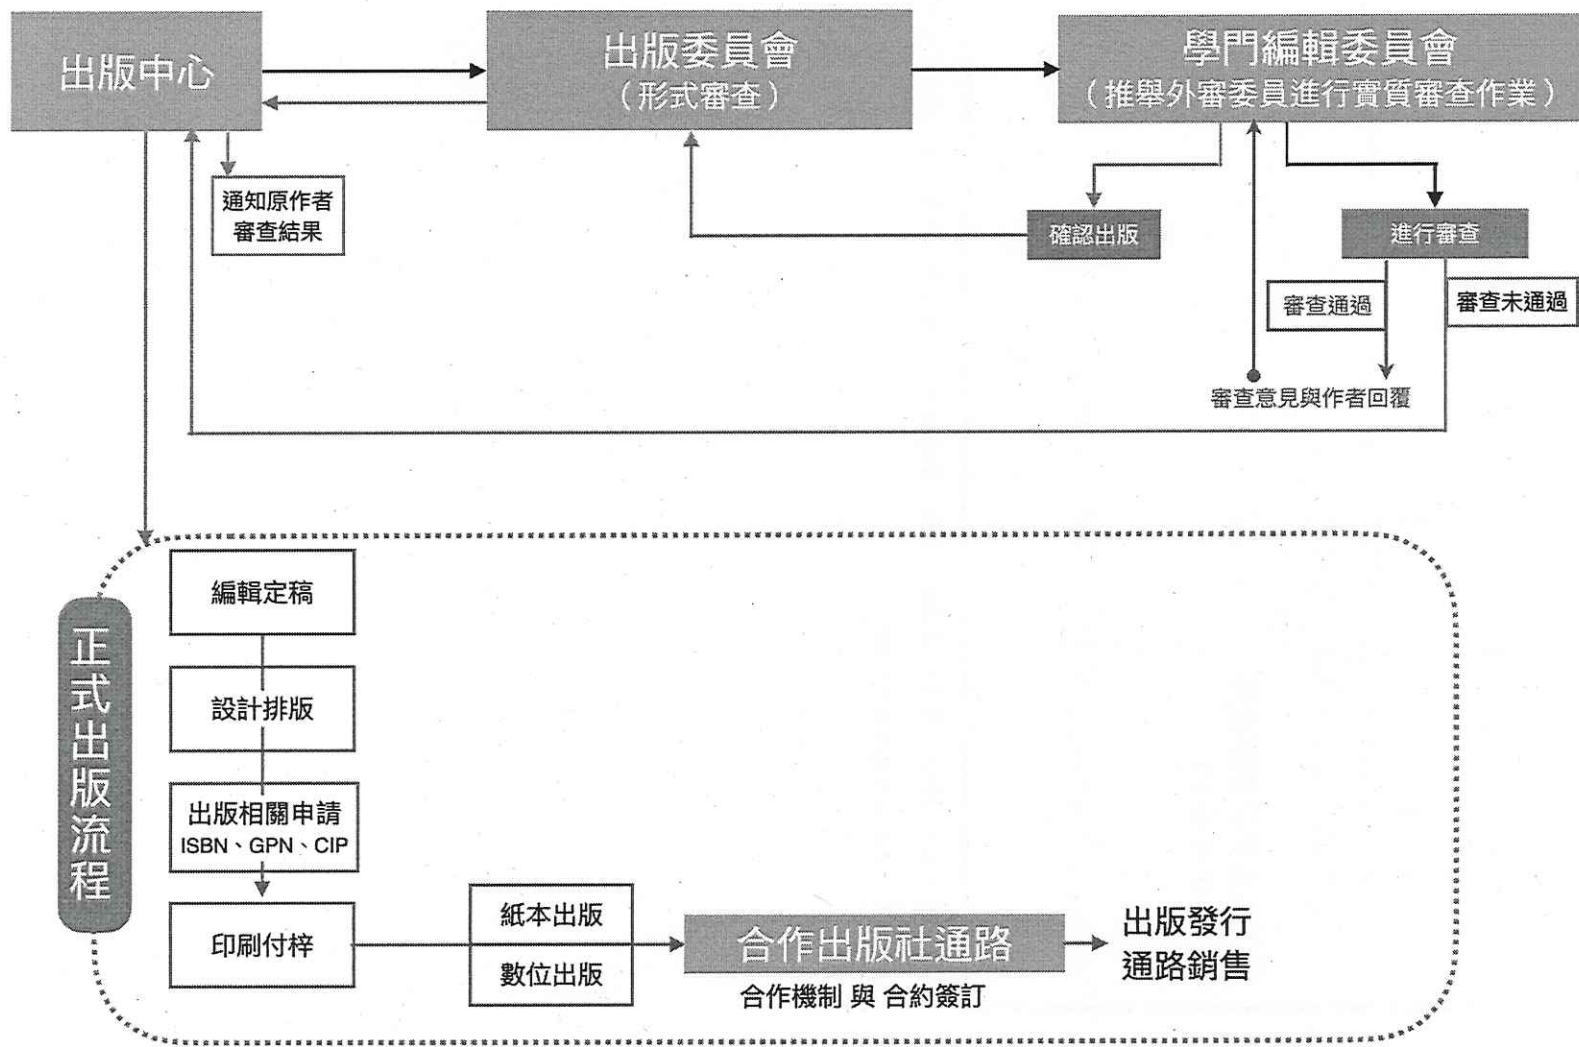 出版中心
出版委員會
（形式審查）
學門編輯委員會
（推舉外審委員進行實質審查作業）
通知原作者
審查結果
確認出版
進行審查
審查通過
審查未通過
審查意見與作者回覆
正式出版流程
編輯定稿
設計排版
出版相關申請
ISBN、GPN、CIP
印刷付梓
紙本出版
數位出版
合作出版社通路
合作機制 與 合約簽訂
出版發行
通路銷售